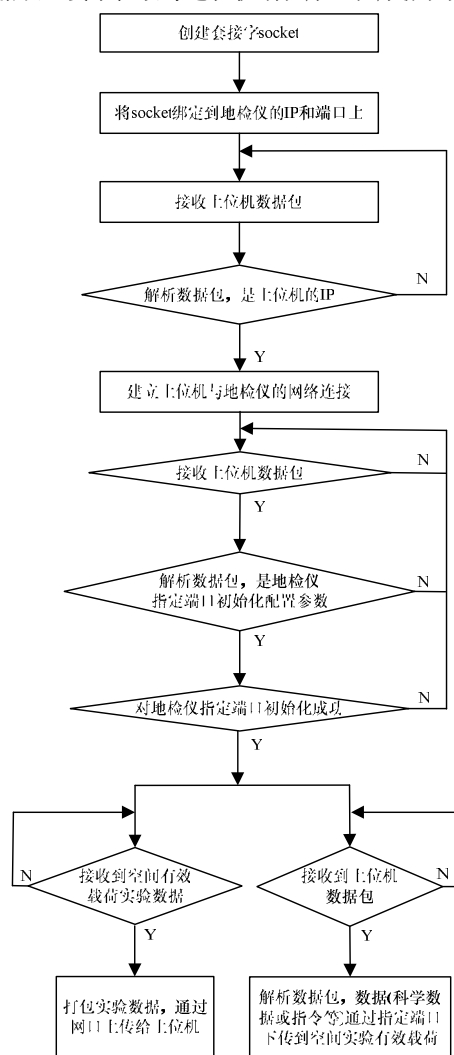 创建套接字socket
将socket绑定到地检仪的IP和端口上
接收上位机数据包
解析数据包，是上位机的IP
N
Y
建立上位机与地检仪的网络连接
接收上位机数据包
N
Y
解析数据包，是地检仪
指定端口初始化配置参数
N
Y
对地检仪指定端口初始化成功
N
Y
接收到空间有效
载荷实验数据
N
Y
接收到上位机
数据包
N
Y
打包实验数据，通过
网口上传给上位机
解析数据包，数据(科学数
据或指令等)通过指定端口
下传到空间实验有效载荷